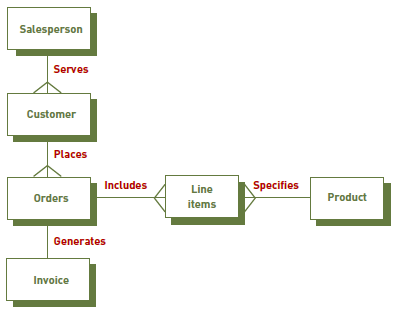 Salesperson
Serves
Customer
Places
Orders
Includes
Line
items
Specifies
Product
Generates
Invoice